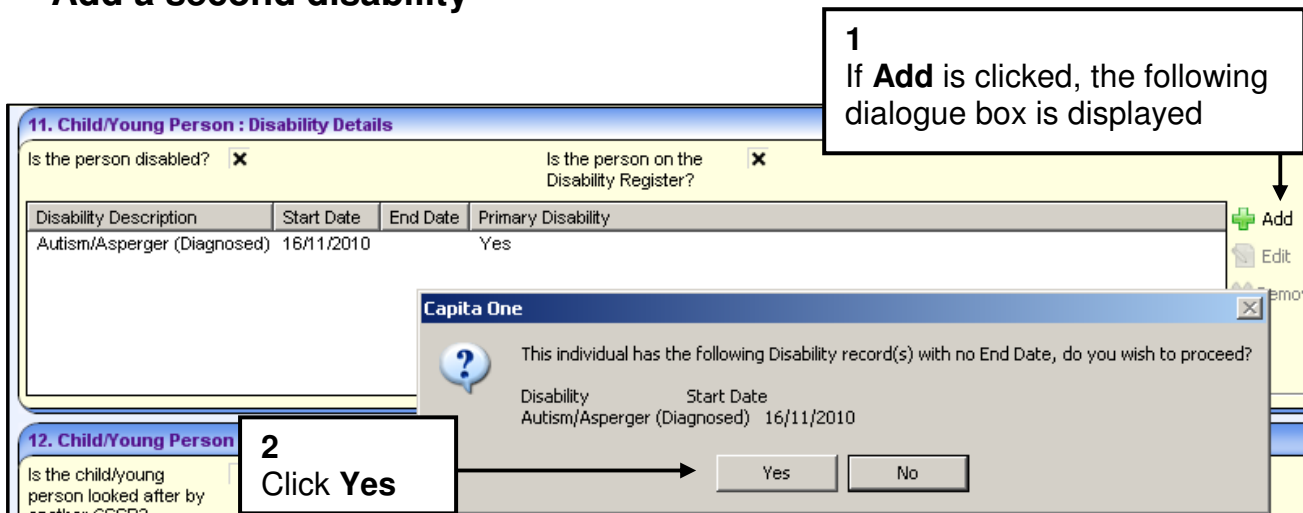 Add a second disability
1
If Add is clicked, the following
dialogue box is displayed
11. Child/Young Person : Disability Details
Is the person disabled?
Is the person on the
Disability Register?
Disability Description Start Date End Date Primary Disability
Autism/Asperger (Diagnosed) 16/11/2010 Yes
Add
Edit
Capita One
This individual has the following Disability record(s) with no End Date, do you wish to proceed?
Disability Start Date
Autism/Asperger (Diagnosed) 16/11/2010
Yes No
2
Click Yes
12. Child/Young Person
Is the child/young
person looked after by